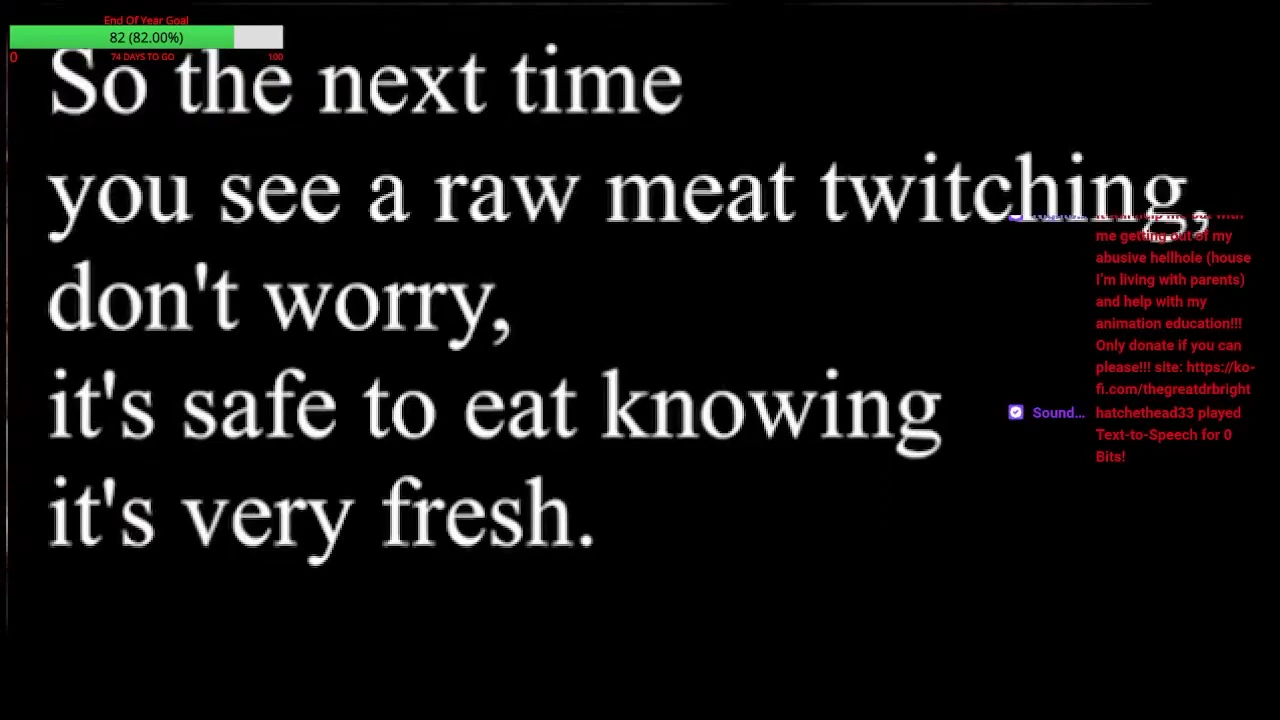 End Of Year Goal
82 (82.00%)
0
74 DAYS TO GO
100
So the next time
you see a raw meat twitching,
don't worry,
it's safe to eat knowing
it's very fresh.
me getting out of my
abusive hellhole (house
I'm living with parents)
and help with my
animation education!!!
Only donate if you can
please!!! site: https://ko-
fi.com/thegreatdrbright
Sound... hatchethead33 played
Text-to-Speech for 0
Bits!